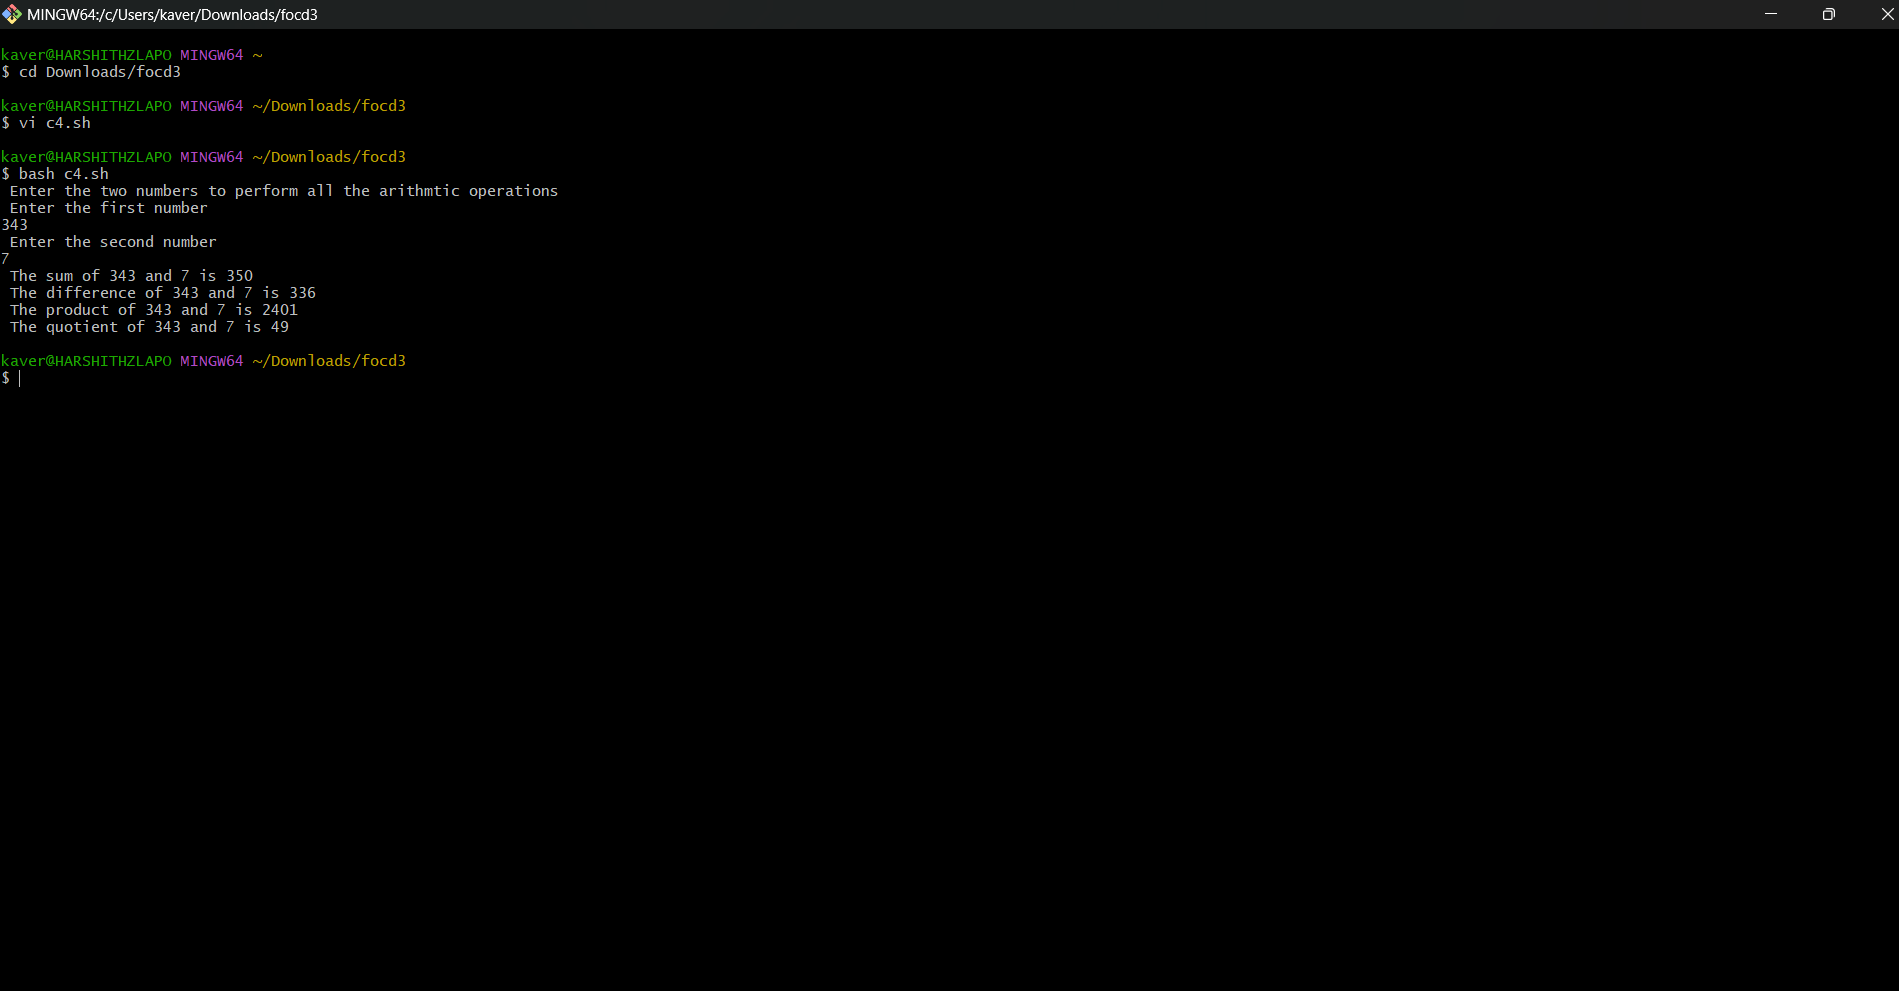 MINGW64:/c/Users/kaver/Downloads/focd3
kaver@HARSHITHZLAPO MINGW64 ~
$ cd Downloads/focd3
kaver@HARSHITHZLAPO MINGW64 ~/Downloads/focd3
$ vi c4.sh
kaver@HARSHITHZLAPO MINGW64 ~/Downloads/focd3
$ bash c4.sh
Enter the two numbers to perform all the arithmtic operations
Enter the first number
343
Enter the second number
7
The sum of 343 and 7 is 350
The difference of 343 and 7 is 336
The product of 343 and 7 is 2401
The quotient of 343 and 7 is 49
kaver@HARSHITHZLAPO MINGW64 ~/Downloads/focd3
$